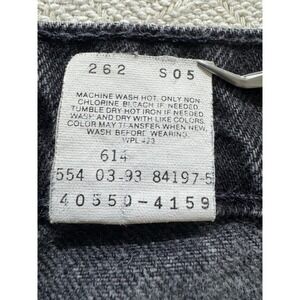 262 S05
MACHINE WASH HOT, ONLY NON
CHLORINE BLEACH IF NEEDED
TUMBLE DRY-HOT IRON IF NEEDED
WASH AND DRY WITH LIKE COLORS.
COLOR MAY TRANSFER WHEN NEW.
WASH BEFORE WEARING.
WPL 423
614
554 03-93 84197-5
40550-4159